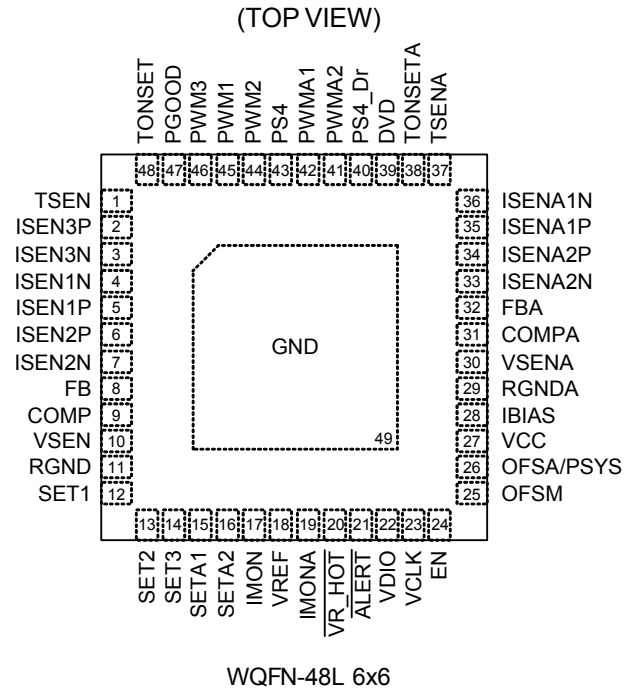 (TOP VIEW)
TONSET
PGOOD
PWM3
PWM1
PWM2
PS4
PWMA1
PWMA2
PS4_Dr
DVD
TONSETA
TSENA
48 47 46 45 44 43 42 41 40 39 38 37
TSEN 1
ISEN3P 2
ISEN3N 3
ISEN1N 4
ISEN1P 5
ISEN2P 6
ISEN2N 7
FB 8
COMP 9
VSEN 10
RGND 11
SET1 12
GND
49
36 ISENA1N
35 ISENA1P
34 ISENA2P
33 ISENA2N
32 FBA
31 COMPA
30 VSENA
29 RGNDA
28 IBIAS
27 VCC
26 OFSA/PSYS
25 OFSM
13 14 15 16 17 18 19 20 21 22 23 24
SET2
SET3
SETA1
SETA2
IMON
VREF
IMONA
VR_HOT
ALERT
VDIO
VCLK
EN
WQFN-48L 6x6